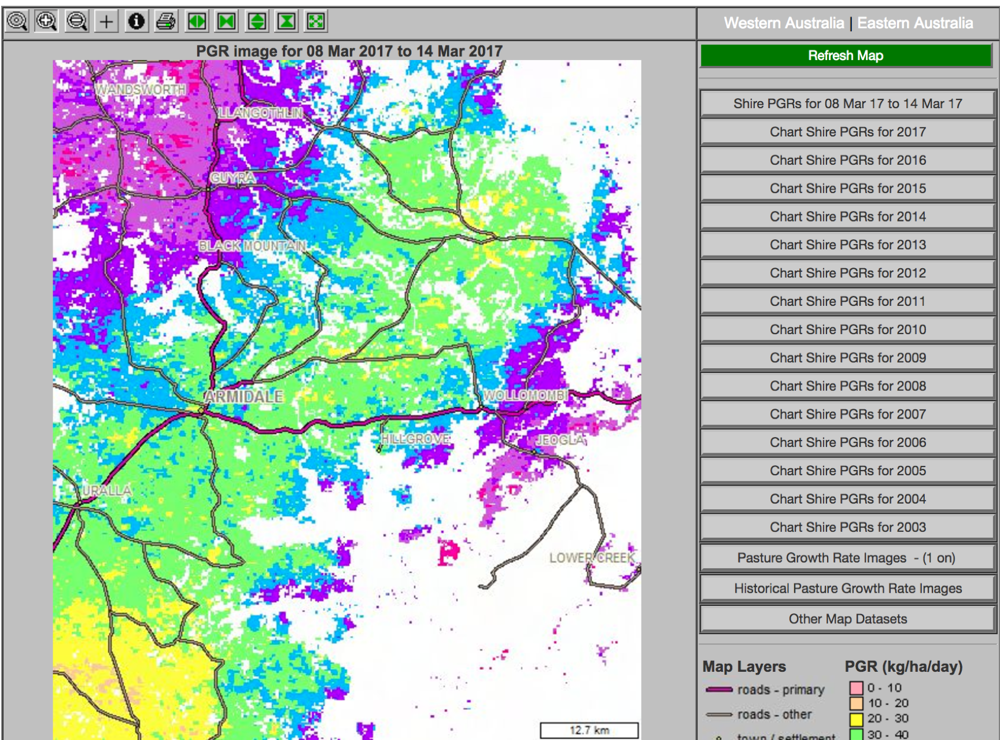 Western Australia | Eastern Australia
PGR image for 08 Mar 2017 to 14 Mar 2017
Refresh Map
WANDSWORTH
LLANGOTHLIN
GUYRA
BLACK MOUNTAIN
ARMIDALE
WOLLOMOMBI
HILLGROVE
JEOGLA
URALLA
LOWER CREEK
12.7 km
Shire PGRs for 08 Mar 17 to 14 Mar 17
Chart Shire PGRs for 2017
Chart Shire PGRs for 2016
Chart Shire PGRs for 2015
Chart Shire PGRs for 2014
Chart Shire PGRs for 2013
Chart Shire PGRs for 2012
Chart Shire PGRs for 2011
Chart Shire PGRs for 2010
Chart Shire PGRs for 2009
Chart Shire PGRs for 2008
Chart Shire PGRs for 2007
Chart Shire PGRs for 2006
Chart Shire PGRs for 2005
Chart Shire PGRs for 2004
Chart Shire PGRs for 2003
Pasture Growth Rate Images - (1 on)
Historical Pasture Growth Rate Images
Other Map Datasets
Map Layers
roads - primary
roads - other
town / settlement
PGR (kg/ha/day)
0 - 10
10 - 20
20 - 30
30 - 40